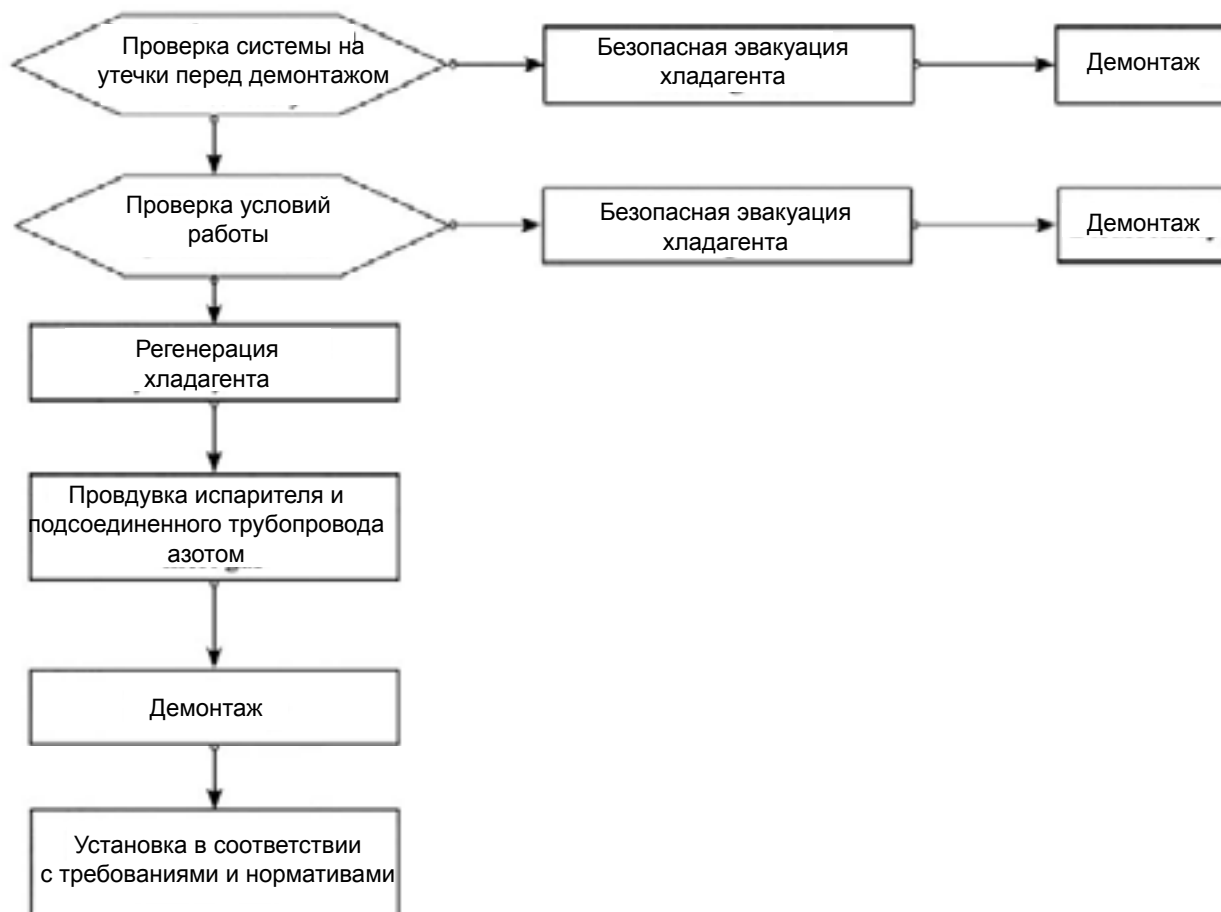 Проверка системы на
утечки перед демонтажом
Безопасная эвакуация
хладагента
Демонтаж
Проверка условий
работы
Безопасная эвакуация
хладагента
Демонтаж
Регенерация
хладагента
Провдувка испарителя и
подсоединенного трубопровода
азотом
Демонтаж
Установка в соответствии
с требованиями и нормативами